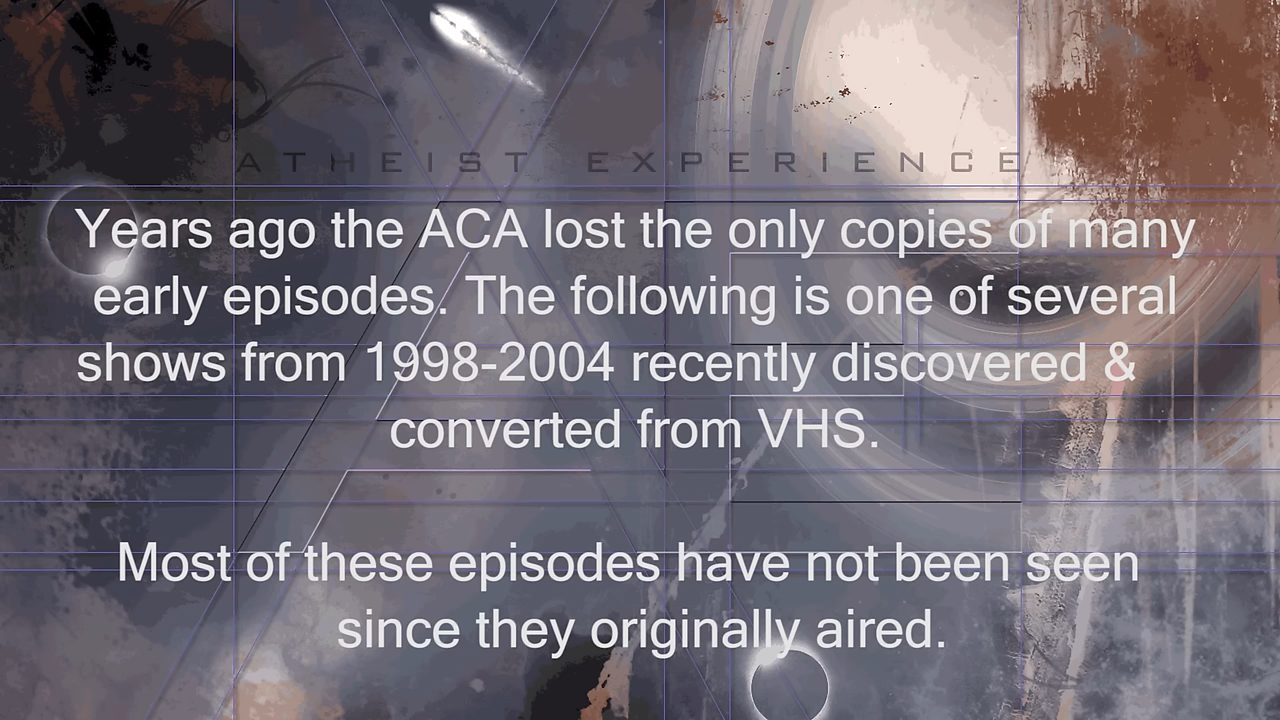 ATHEIST EXPERIENCE
Years ago the ACA lost the only copies of many
early episodes. The following is one of several
shows from 1998-2004 recently discovered &
converted from VHS.
Most of these episodes have not been seen
since they originally aired.